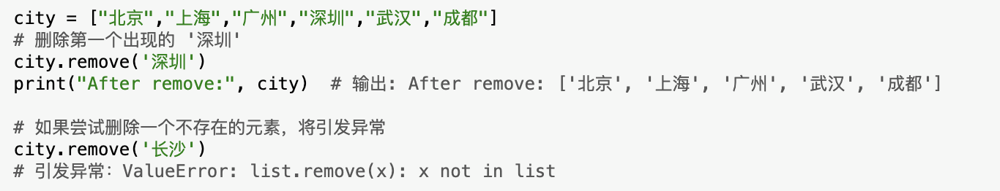 city = ["北京","上海","广州","深圳","武汉","成都"]
# 删除第一个出现的 '深圳'
city.remove('深圳')
print("After remove:", city)  # 输出: After remove: ['北京', '上海', '广州', '武汉', '成都']
# 如果尝试删除一个不存在的元素，将引发异常
city.remove('长沙')
# 引发异常：ValueError: list.remove(x): x not in list